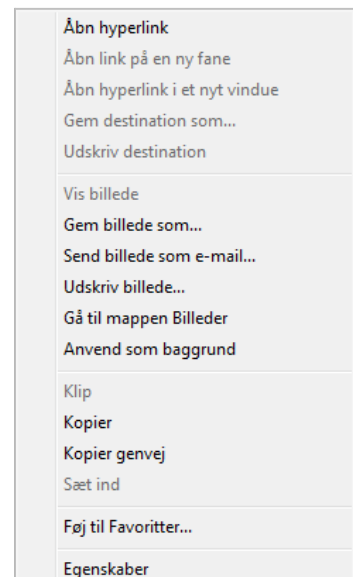 Åbn hyperlink
Åbn link på en ny fane
Åbn hyperlink i et nyt vindue
Gem destination som...
Udskriv destination
Vis billede
Gem billede som...
Send billede som e-mail...
Udskriv billede...
Gå til mappen Billeder
Anvend som baggrund
Klip
Kopier
Kopier genvej
Sæt ind
Føj til Favoritter...
Egenskaber